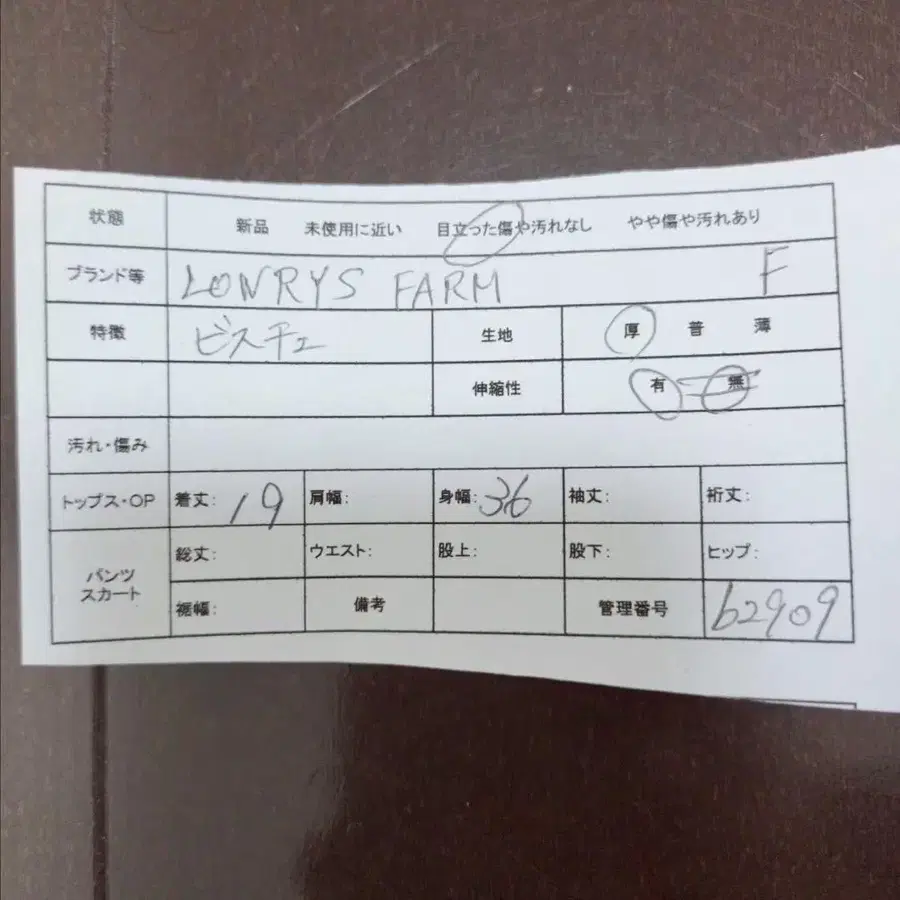 状態 新品 未使用に近い 目立った傷や汚れなし やや傷や汚れあり
ブランド等 LOWRYS FARM F
特徴 ビスチェ 生地 厚 普 薄
伸縮性 有 無
汚れ・傷み
トップス・OP 着丈: 19 肩幅: 身幅: 36 袖丈: 裄丈:
パンツ スカート 総丈: ウエスト: 股上: 股下: ヒップ:
裾幅: 備考 管理番号 b2909